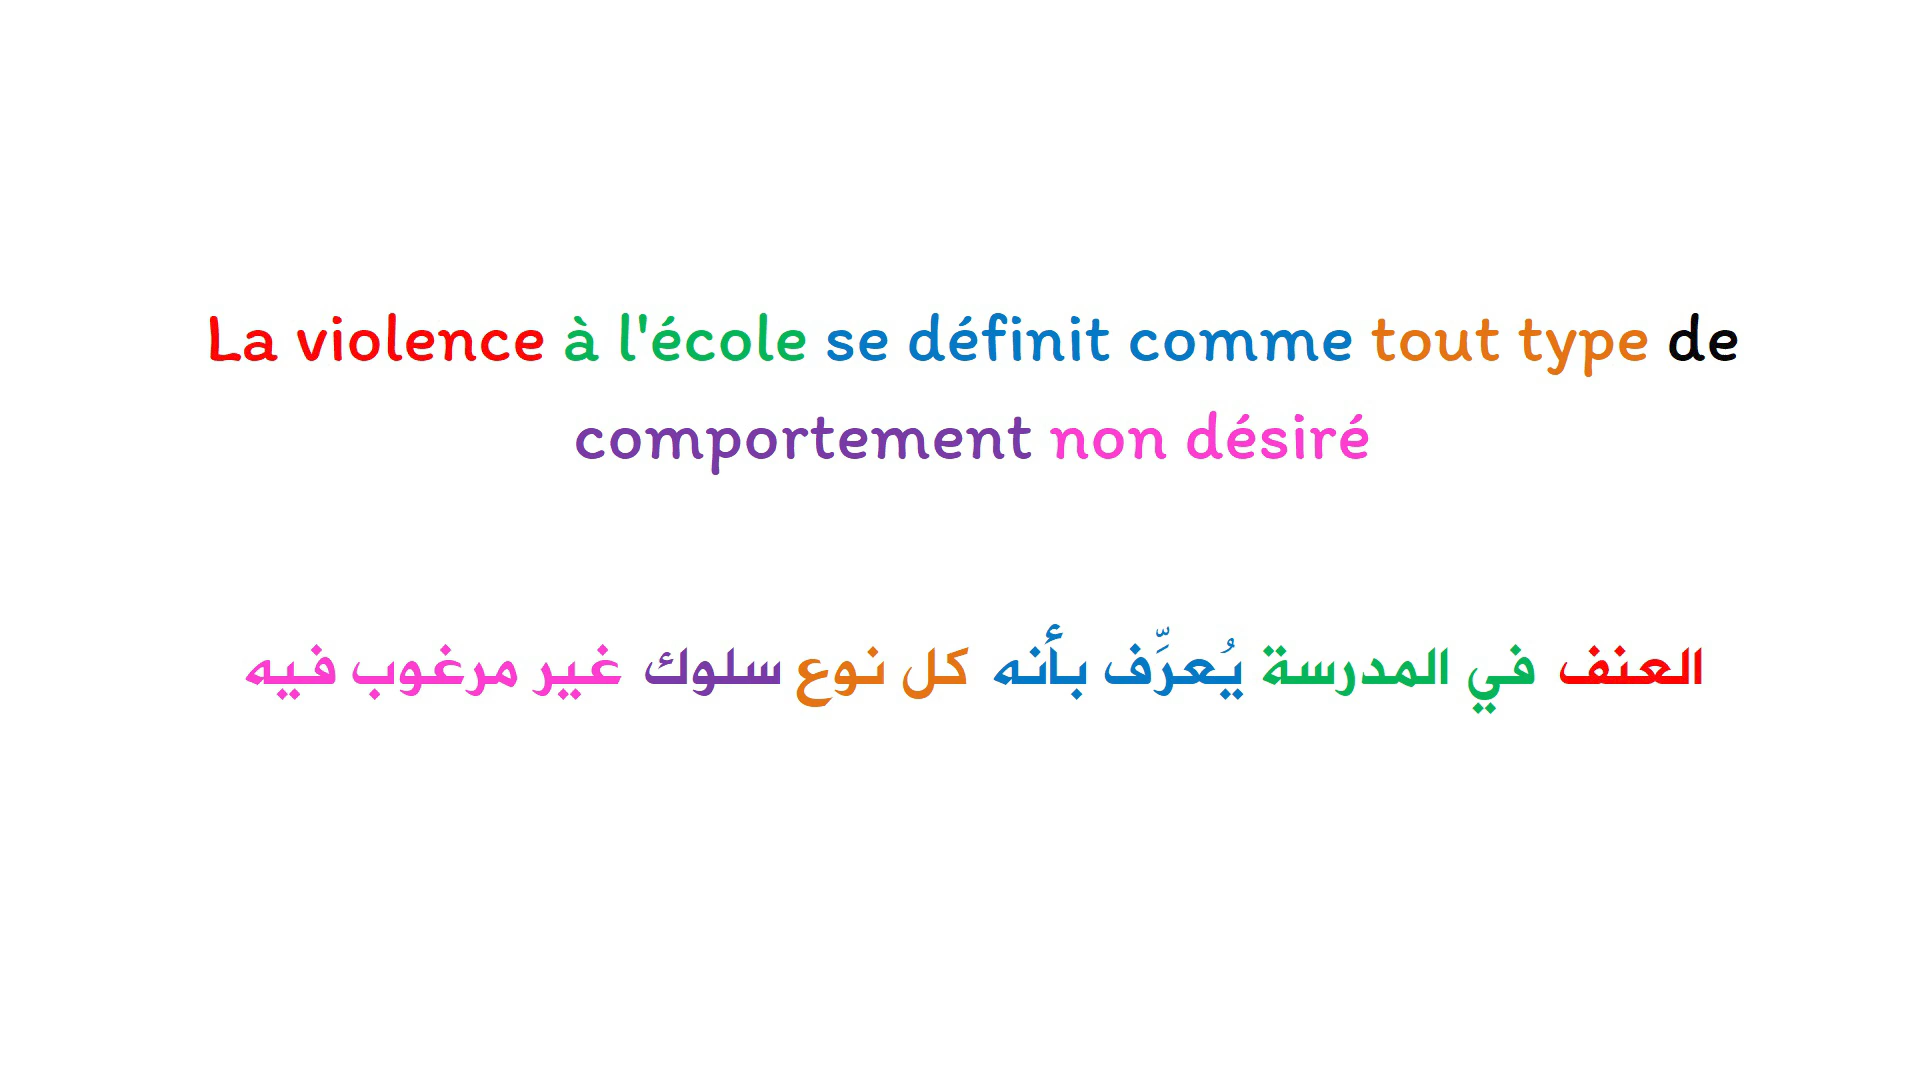 La violence à l'école se définit comme tout type de
comportement non désiré
العنف في المدرسة يُعرَّف بأنه كل نوع سلوك غير مرغوب فيه